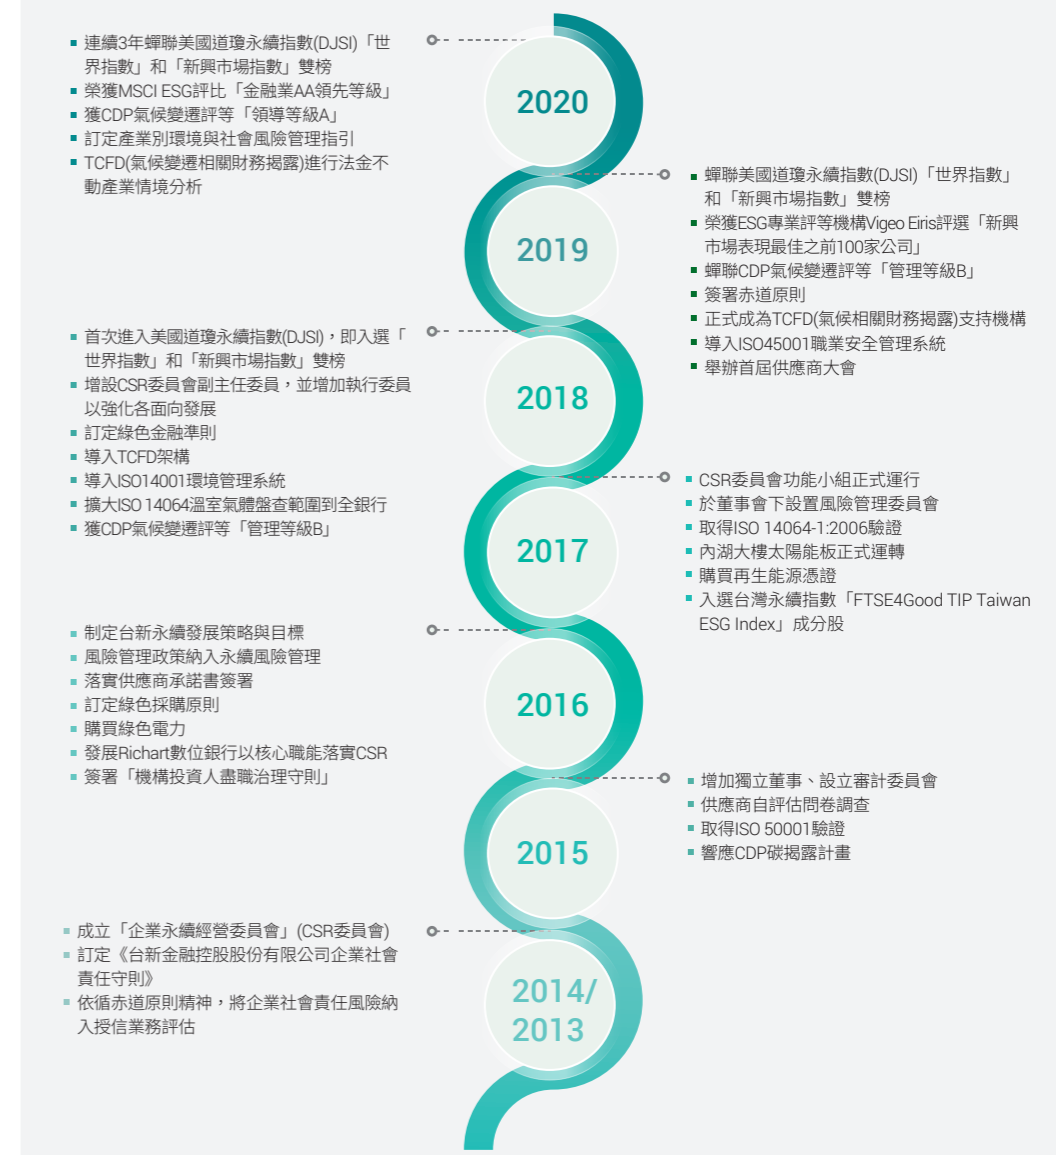 2020
連續3年蟬聯美國道瓊永續指數(DJSI)「世
界指數」和「新興市場指數」雙榜
榮獲MSCI ESG評比「金融業AA領先等級」
獲CDP氣候變遷評等「領導等級A」
訂定產業別環境與社會風險管理指引
TCFD(氣候變遷相關財務揭露)進行法金不
動產業情境分析
2019
蟬聯美國道瓊永續指數(DJSI)「世界指數」
和「新興市場指數」雙榜
榮獲ESG專業評等機構Vigeo Eiris評選「新興
市場表現最佳之前100家公司」
蟬聯CDP氣候變遷評等「管理等級B」
簽署赤道原則
正式成為TCFD(氣候相關財務揭露)支持機構
導入ISO45001職業安全管理系統
舉辦首屆供應商大會
2018
首次進入美國道瓊永續指數(DJSI)，即入選「
世界指數」和「新興市場指數」雙榜
增設CSR委員會副主任委員，並增加執行委員
以強化各面向發展
訂定綠色金融準則
導入TCFD架構
導入ISO14001環境管理系統
擴大ISO 14064溫室氣體盤查範圍到全銀行
獲CDP氣候變遷評等「管理等級B」
2017
CSR委員會功能小組正式運行
於董事會下設置風險管理委員會
取得ISO 14064-1:2006驗證
內湖大樓太陽能板正式運轉
購買再生能源憑證
入選台灣永續指數「FTSE4Good TIP Taiwan
ESG Index」成分股
2016
制定台新永續發展策略與目標
風險管理政策納入永續風險管理
落實供應商承諾書簽署
訂定綠色採購原則
購買綠色電力
發展Richart數位銀行以核心職能落實CSR
簽署「機構投資人盡職治理守則」
2015
增加獨立董事、設立審計委員會
供應商自評估問卷調查
取得ISO 50001驗證
響應CDP碳揭露計畫
2014/
2013
成立「企業永續經營委員會」(CSR委員會)
訂定《台新金融控股股份有限公司企業社會
責任守則》
依循赤道原則精神，將企業社會責任風險納
入授信業務評估